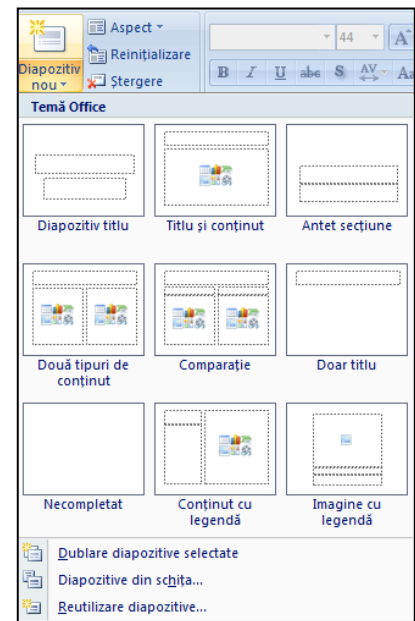 Diapozitiv nou
Aspect
Reinițializare
Ștergere
44
A
B I U abc S AV Aa
Temă Office
Diapozitiv titlu
Titlu și conținut
Antet secțiune
Două tipuri de conținut
Comparație
Doar titlu
Necompletat
Conținut cu legendă
Imagine cu legendă
Dublare diapozitive selectate
Diapozitive din schița...
Reutilizare diapozitive...